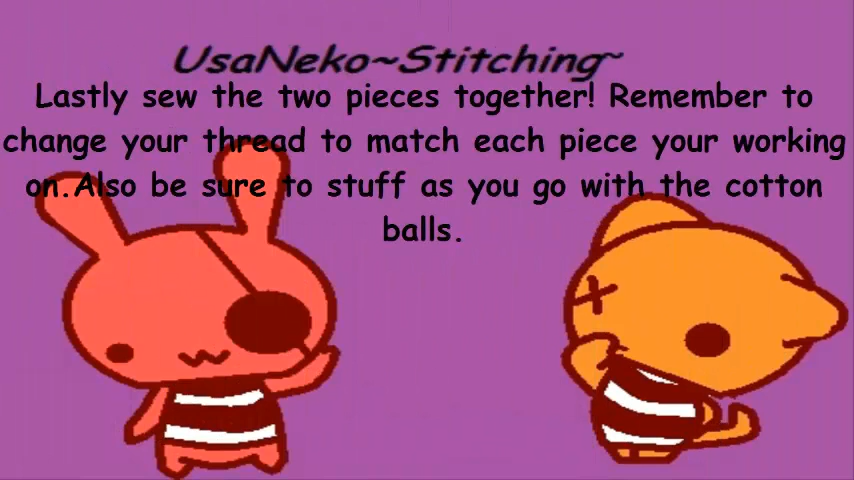 UsaNeko~Stitching~
Lastly sew the two pieces together! Remember to
change your thread to match each piece your working
on.Also be sure to stuff as you go with the cotton
balls.